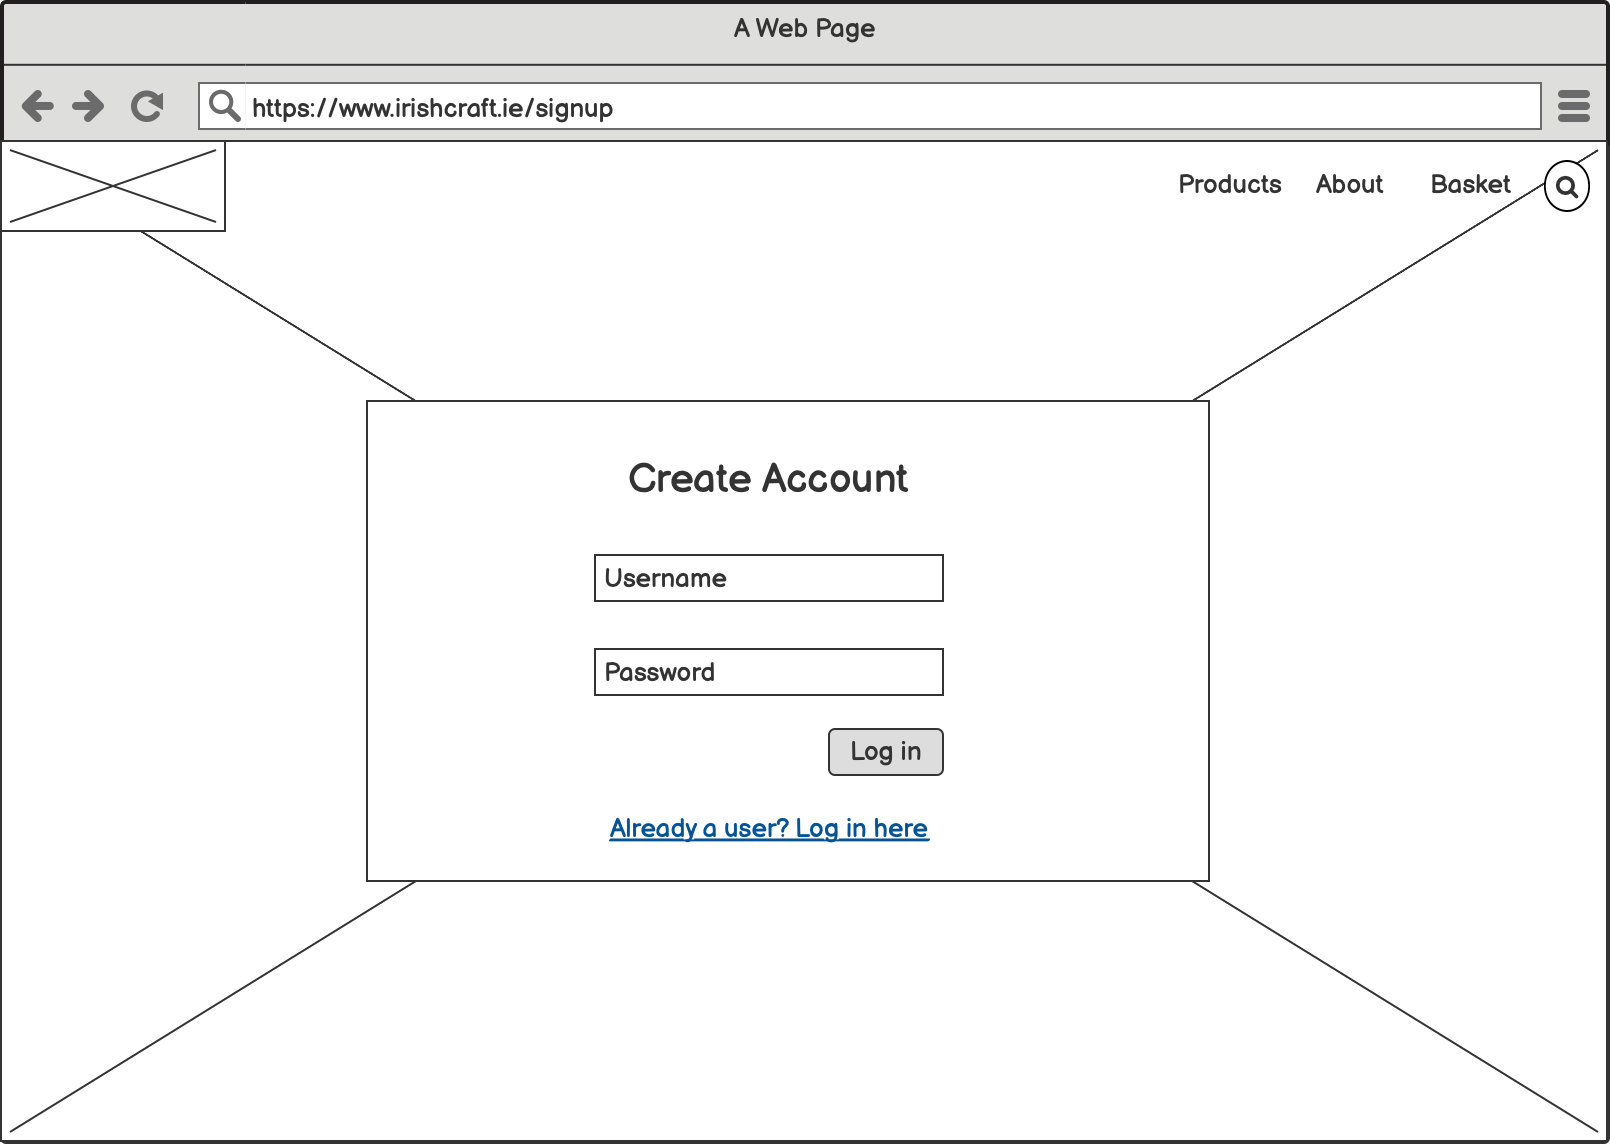 A Web Page
https://www.irishcraft.ie/signup
Products About Basket
Create Account
Username
Password
Log in
Already a user? Log in here